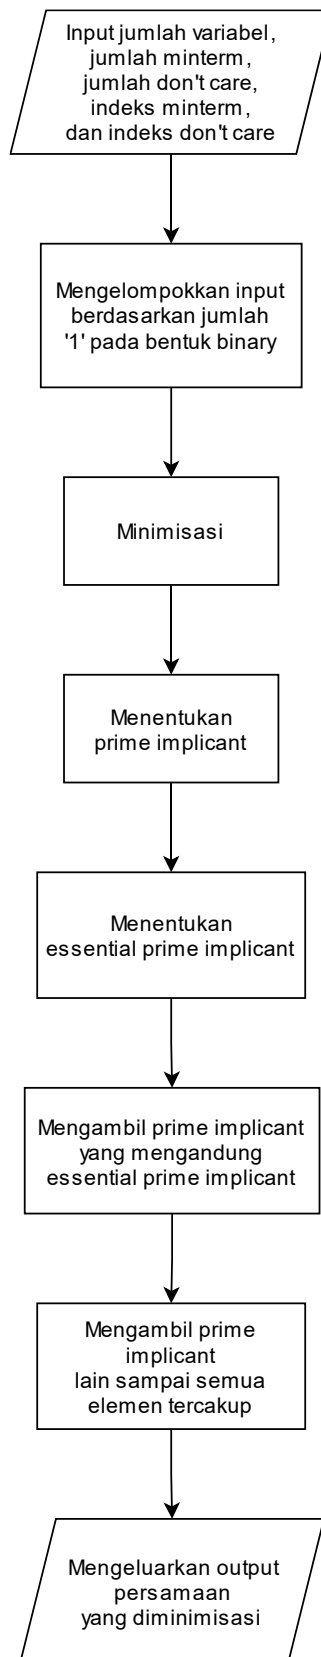 Input jumlah variabel,
jumlah minterm,
jumlah don't care,
indeks minterm,
dan indeks don't care
Mengelompokkan input
berdasarkan jumlah
'1' pada bentuk binary
Minimisasi
Menentukan
prime implicant
Menentukan
essential prime implicant
Mengambil prime implicant
yang mengandung
essential prime implicant
Mengambil prime
implicant
lain sampai semua
elemen tercakup
Mengeluarkan output
persamaan
yang diminimisasi